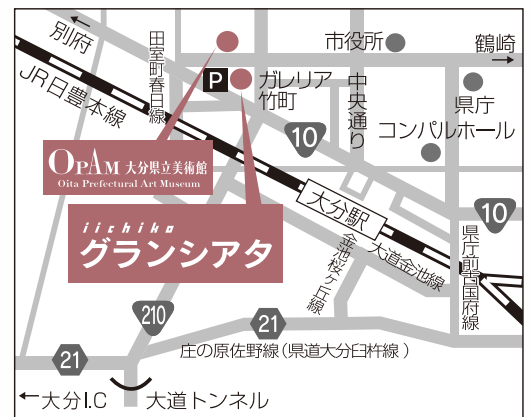 別府
田室町春日線
市役所
鶴崎
JR日豊本線
P
ガレリア
竹町
中央通り
県庁
コンパルホール
10
OPAM 大分県立美術館
Oita Prefectural Art Museum
iichiko
グランシアタ
大分駅
10
大道金池線
金池桜ヶ丘線
県庁前古国府線
210
21
庄の原佐野線(県道大分臼杵線)
21
大分I.C
大道トンネル